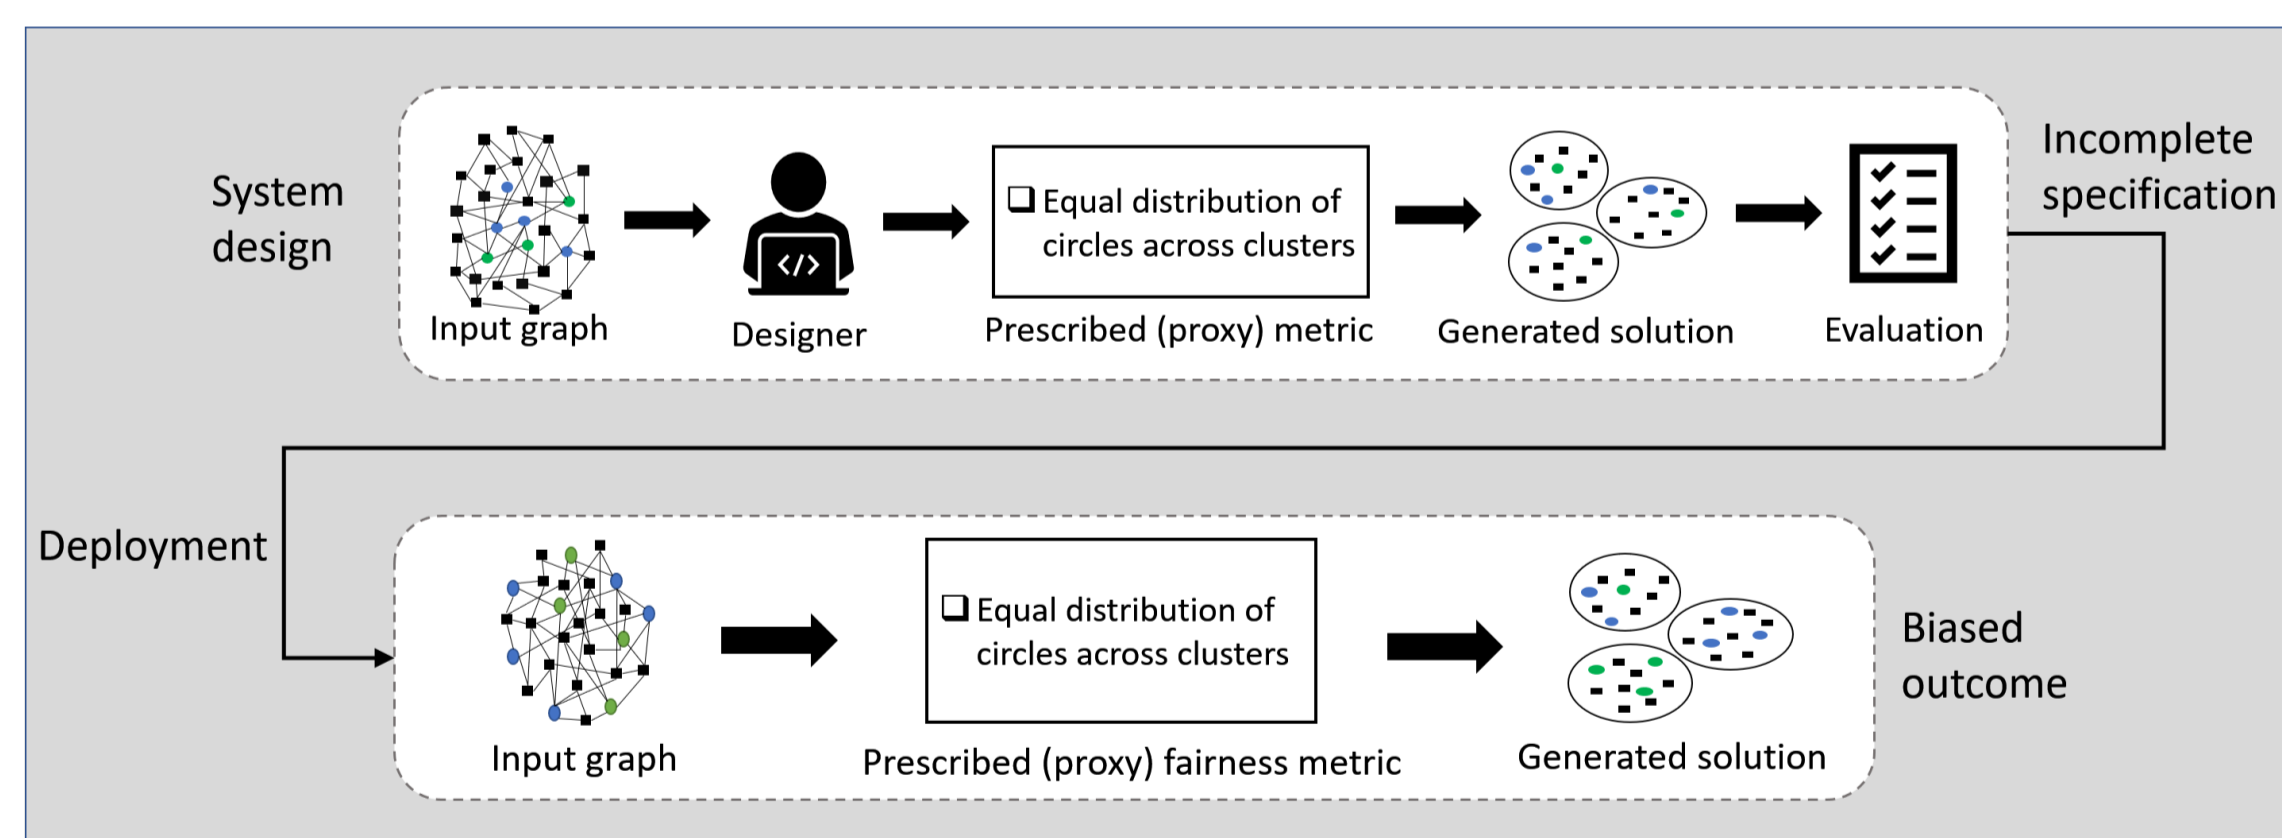 System
design
Input graph
</>
Designer
Equal distribution of
circles across clusters
Prescribed (proxy) metric
Generated solution
Evaluation
Incomplete
specification
Deployment
Input graph
Equal distribution of
circles across clusters
Prescribed (proxy) fairness metric
Generated solution
Biased
outcome